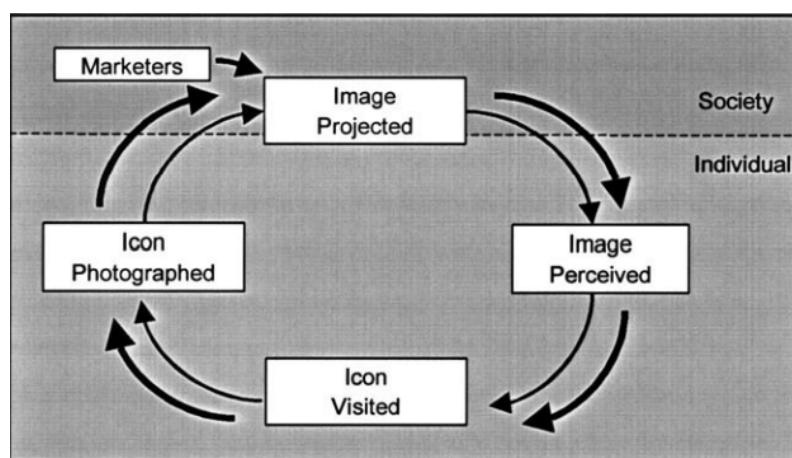 Marketers
Image
Projected
Society
Individual
Icon
Photographed
Image
Perceived
Icon
Visited